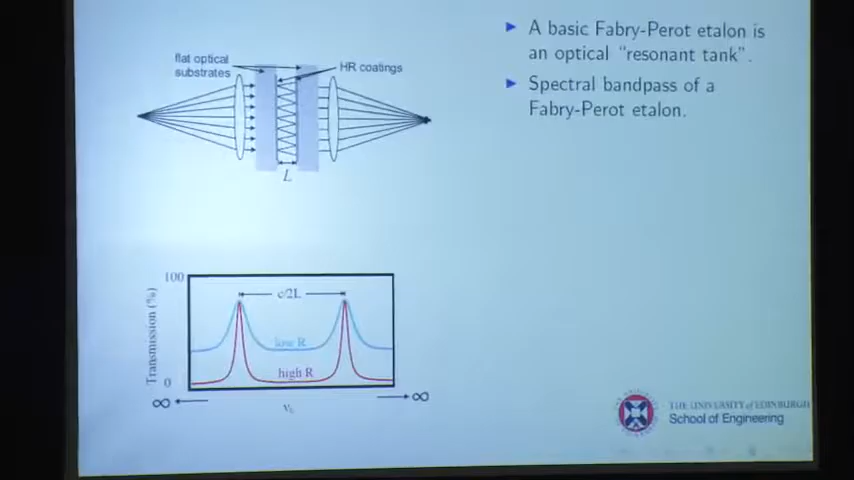 ▶ A basic Fabry-Perot etalon is
an optical "resonant tank".
▶ Spectral bandpass of a
Fabry-Perot etalon.
flat optical
substrates
HR coatings
L
100
c/2L
Transmission (%)
low R
high R
0
∞
∞
THE UNIVERSITY of EDINBURGH
School of Engineering